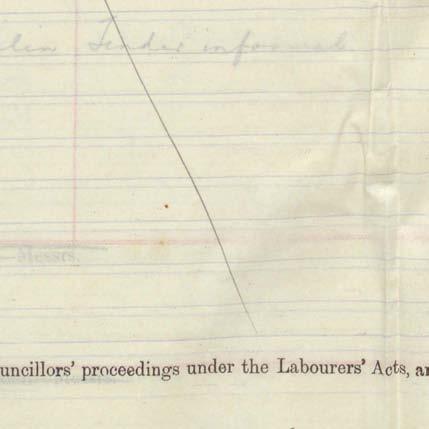 Tender informal
Messrs.
uncillors' proceedings under the Labourers' Acts, an